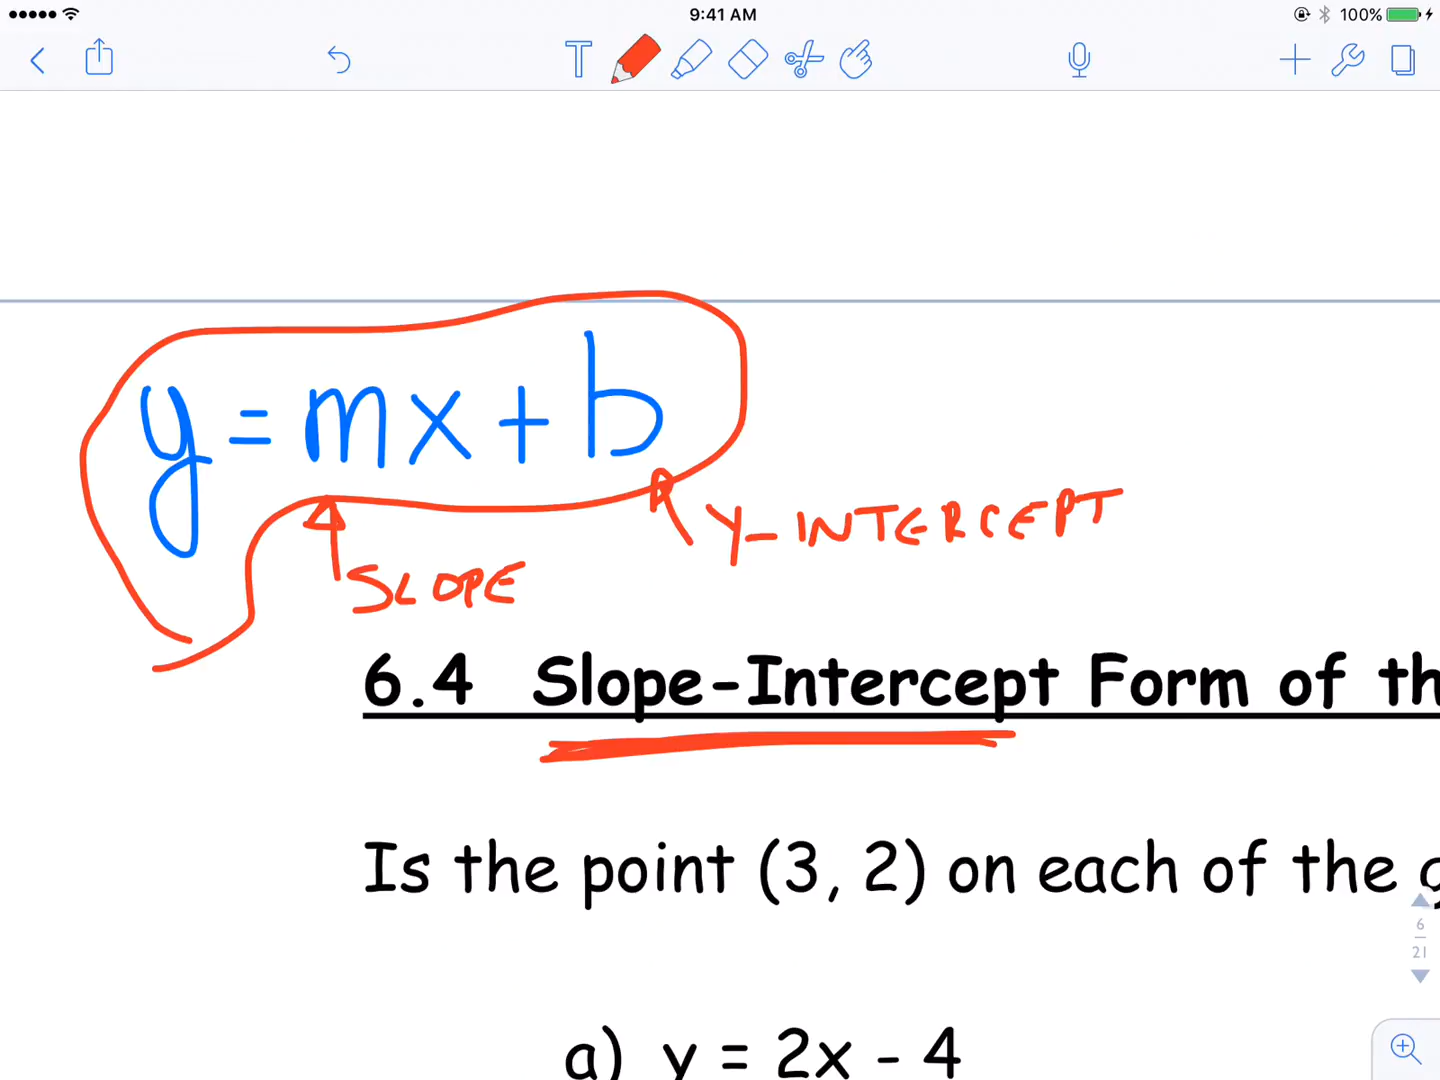 9:41 AM 100%
T
y = mx + b
Y-INTERCEPT
SLOPE
6.4 Slope-Intercept Form of th
Is the point (3, 2) on each of the g
6
21
a) y = 2x - 4